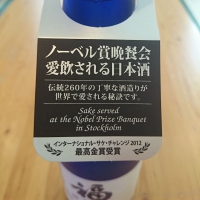 ノーベル賞晩餐会
愛飲される日本酒
伝統260年の丁寧な酒造りが
世界で愛される秘訣です。
Sake served
at the Nobel Prize Banquet
in Stockholm
インターナショナル・サケ・チャレンジ 2012
最高金賞受賞
福